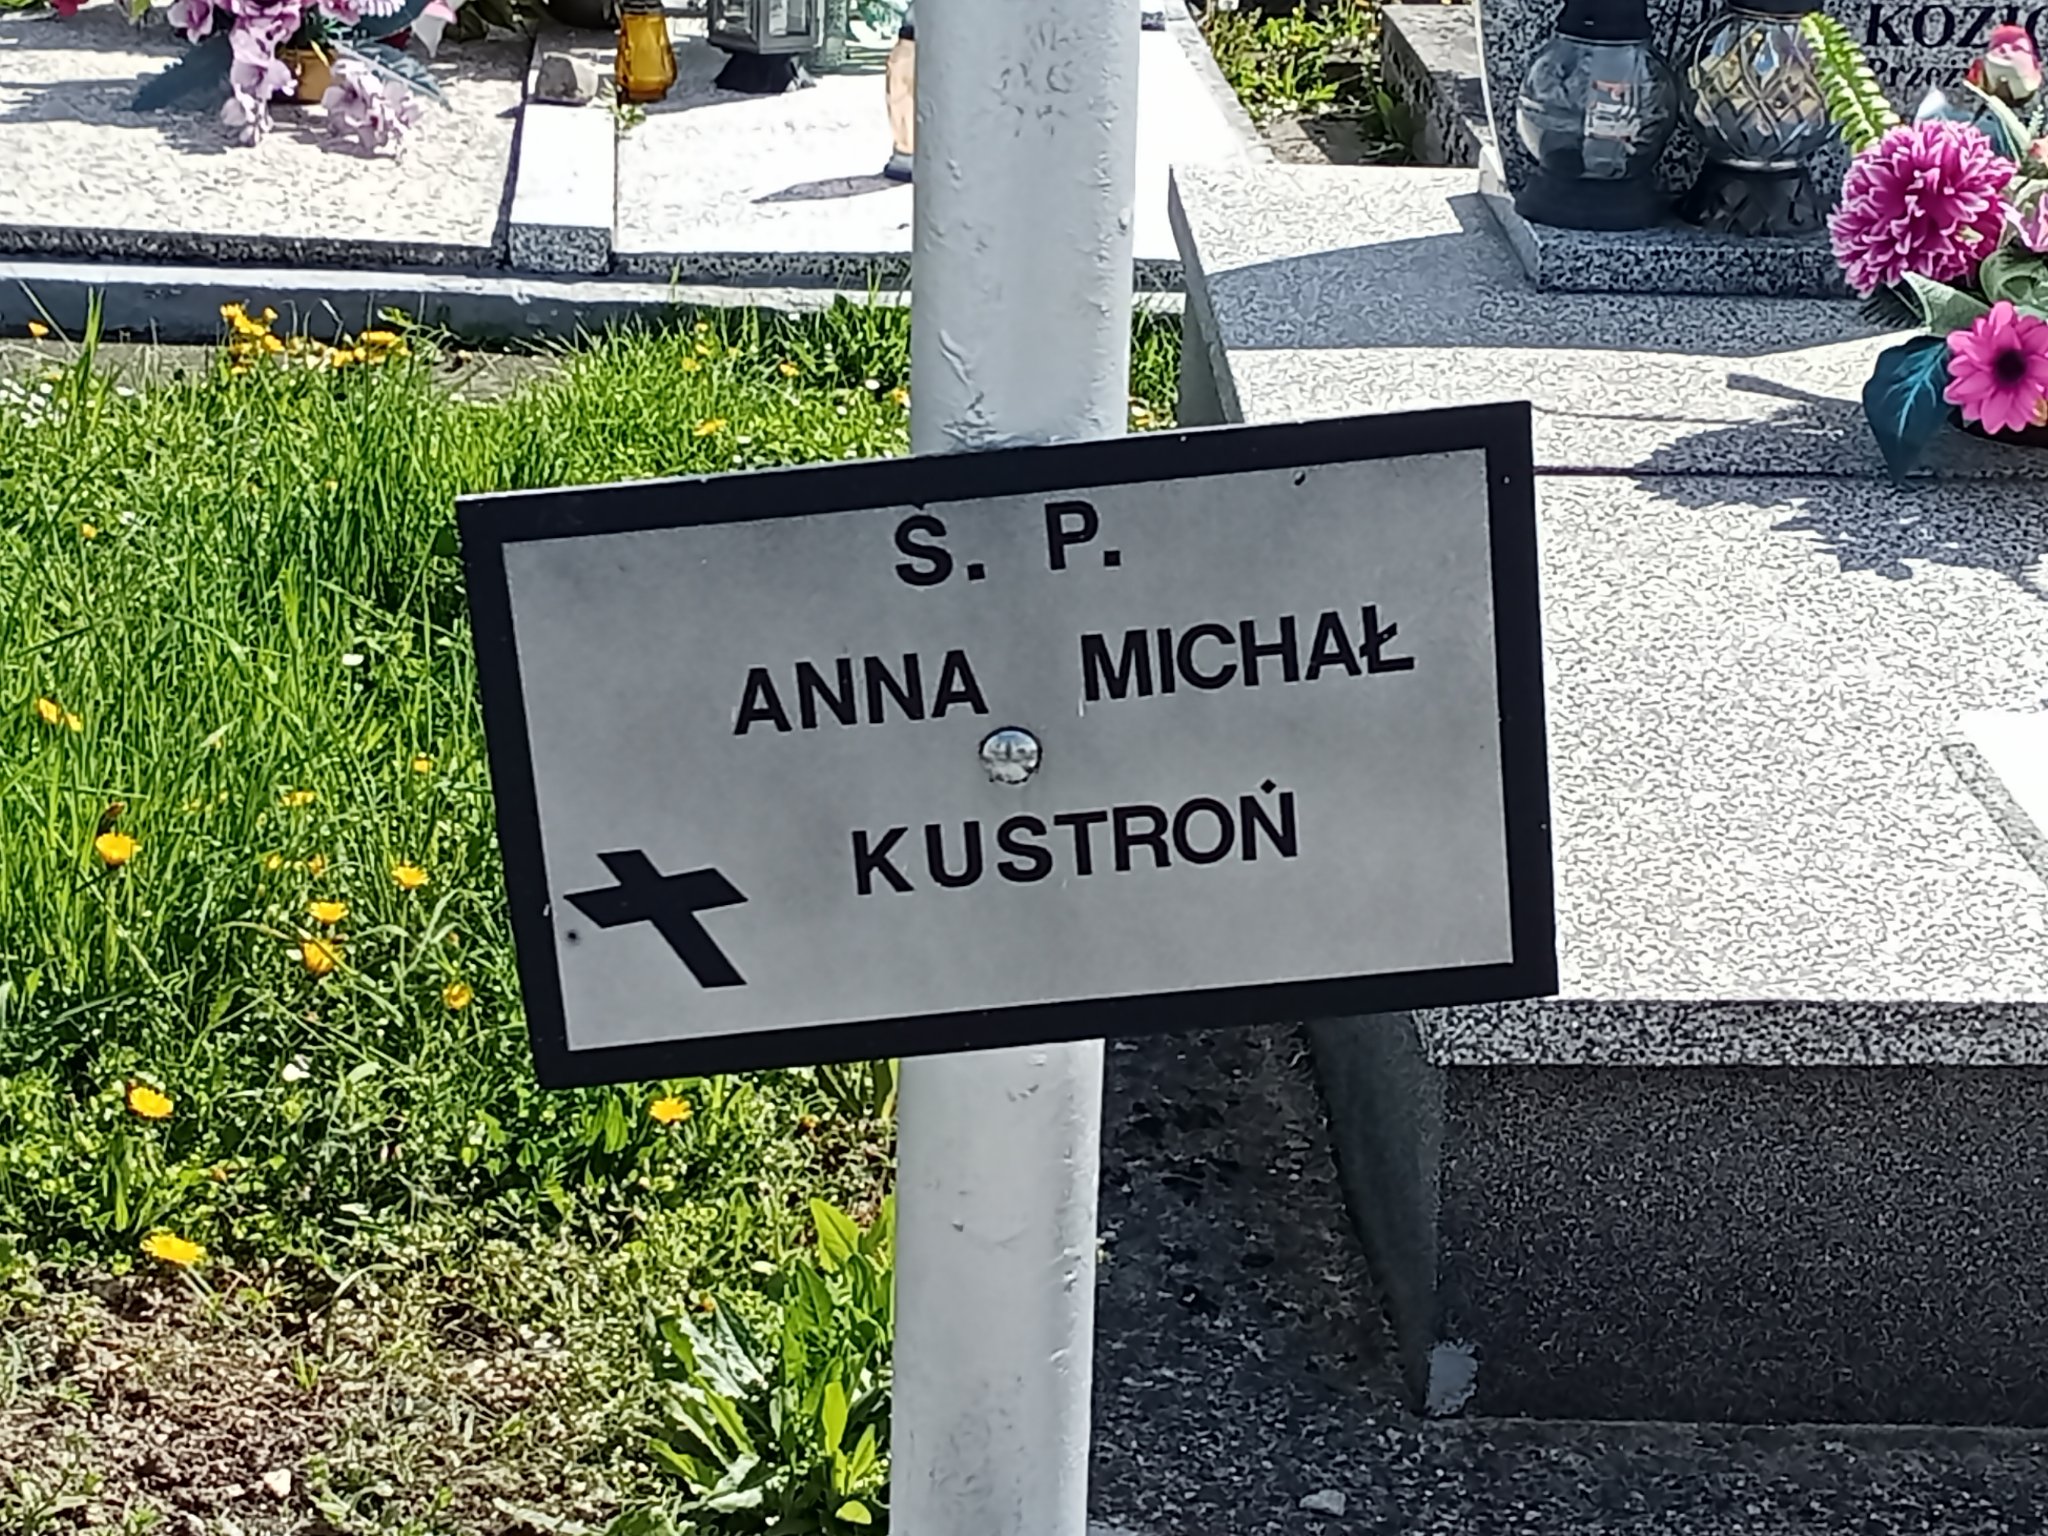 S. P.
ANNA MICHAŁ
KUSTROŃ